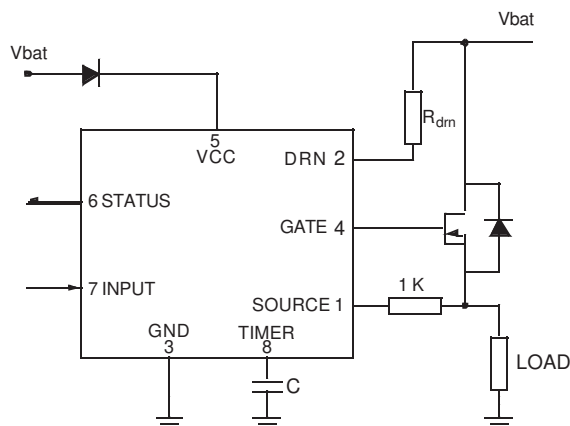 Vbat
Vbat
Rdrn
5
VCC
DRN 2
6 STATUS
GATE 4
7 INPUT
1 K
SOURCE 1
GND
3
TIMER
8
C
LOAD